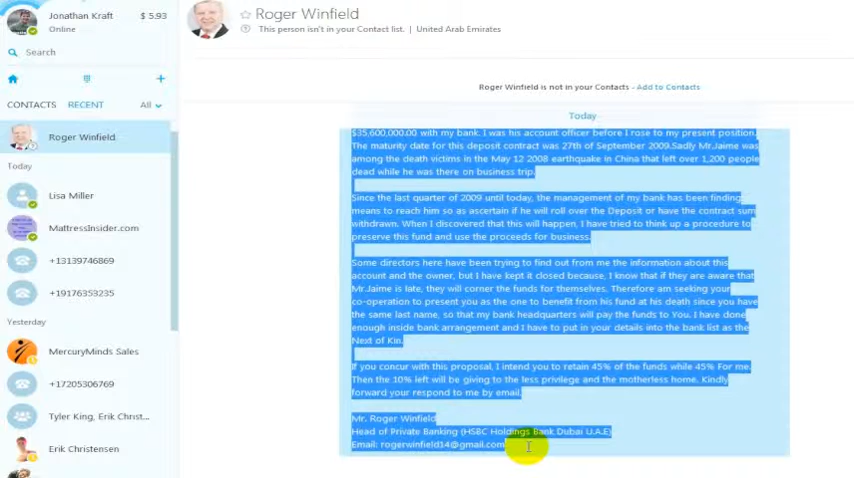 Jonathan Kraft
$ 5.93
Online
Search
CONTACTS
RECENT
All
Roger Winfield
Today
Lisa Miller
MattressInsider.com
+13139746869
+19176353235
Yesterday
MercuryMinds Sales
+17205306769
Tyler King, Erik Christ...
Erik Christensen
Roger Winfield
This person isn't in your Contact list. | United Arab Emirates
Roger Winfield is not in your Contacts - Add to Contacts
Today
$35,600,000.00 with my bank. I was his account officer before I rose to my present position.
The maturity date for this deposit contract was 27th of September 2009.Sadly Mr.Jaime was
among the death victims in the May 12 2008 earthquake in China that left over 1,200 people
dead while he was there on business trip.
Since the last quarter of 2009 until today, the management of my bank has been finding
means to reach him so as ascertain if he will roll over the Deposit or have the contract sum
withdrawn. When I discovered that this will happen, I have tried to think up a procedure to
preserve this fund and use the proceeds for business.
Some directors here have been trying to find out from me the information about this
account and the owner, but I have kept it closed because, I know that if they are aware that
Mr.Jaime is late, they will corner the funds for themselves. Therefore am seeking your
co-operation to present you as the one to benefit from his fund at his death since you have
the same last name, so that my bank headquarters will pay the funds to You. I have done
enough inside bank arrangement and I have to put in your details into the bank list as the
Next of Kin.
If you concur with this proposal, I intend you to retain 45% of the funds while 45% For me.
Then the 10% left will be giving to the less privilege and the motherless home. Kindly
forward your respond to me by email.
Mr. Roger Winfield
Head of Private Banking (HSBC Holdings Bank,Dubai U.A.E)
Email: rogerwinfield14@gmail.com